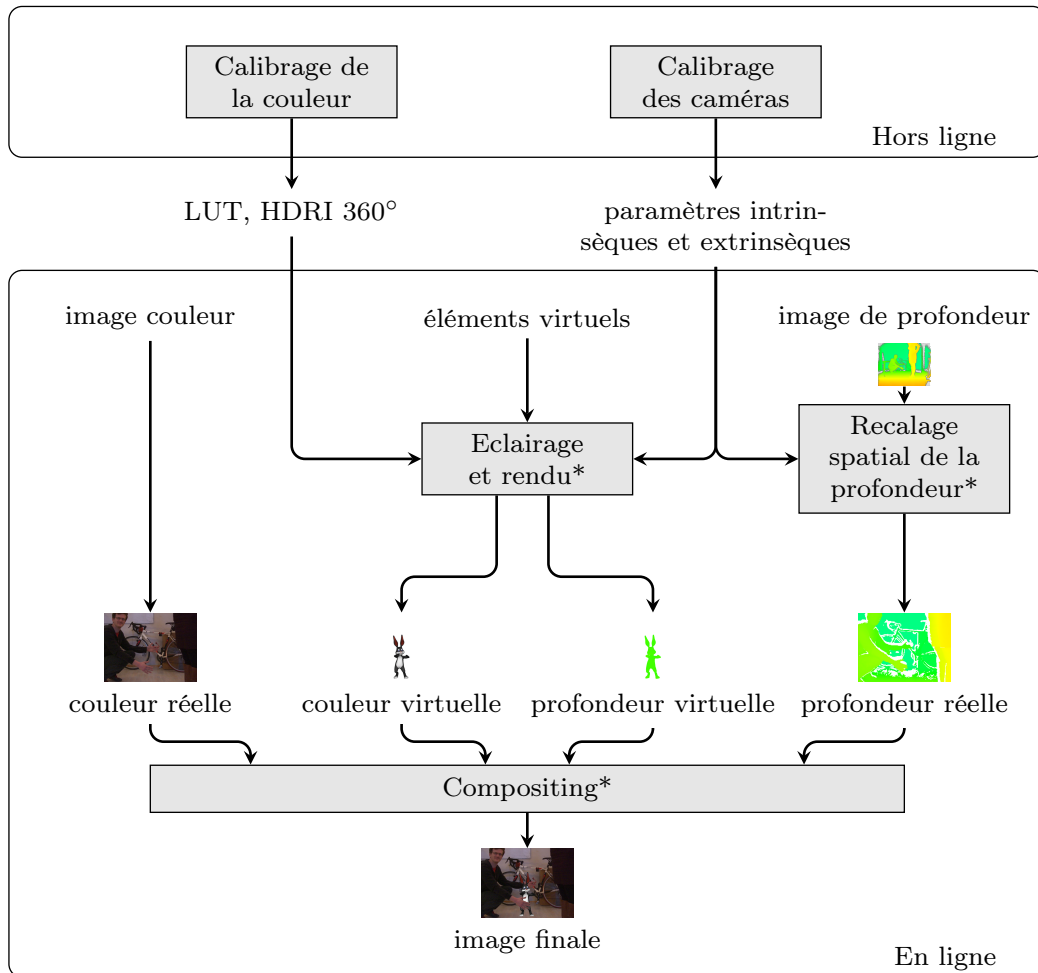 Calibrage de
la couleur
Calibrage
des caméras
Hors ligne
LUT, HDRI 360°
paramètres intrin-
sèques et extrinsèques
image couleur
éléments virtuels
image de profondeur
Eclairage
et rendu*
Recalage
spatial de la
profondeur*
couleur réelle
couleur virtuelle
profondeur virtuelle
profondeur réelle
Compositing*
image finale
En ligne